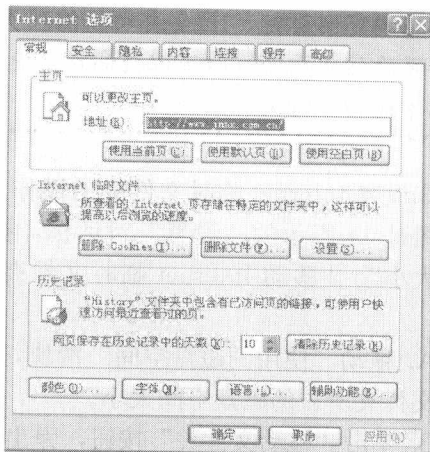 Internet 选项
常规 安全 隐私 内容 连接 程序 高级
主页
可以更改主页。
地址(R):
使用当前页(C) 使用默认页(D) 使用空白页(B)
Internet 临时文件
所查看的 Internet 页存储在特定的文件夹中，这样可以
提高以后浏览的速度。
删除 Cookies(I)... 删除文件(F)... 设置(S)...
历史记录
“History”文件夹中包含有已访问页的链接，可使用户快
速访问最近查看过的页。
网页保存在历史记录中的天数(K): 10 清除历史记录(H)
颜色(O)... 字体(N)... 语言(L)... 辅助功能(E)...
确定 取消 应用(A)